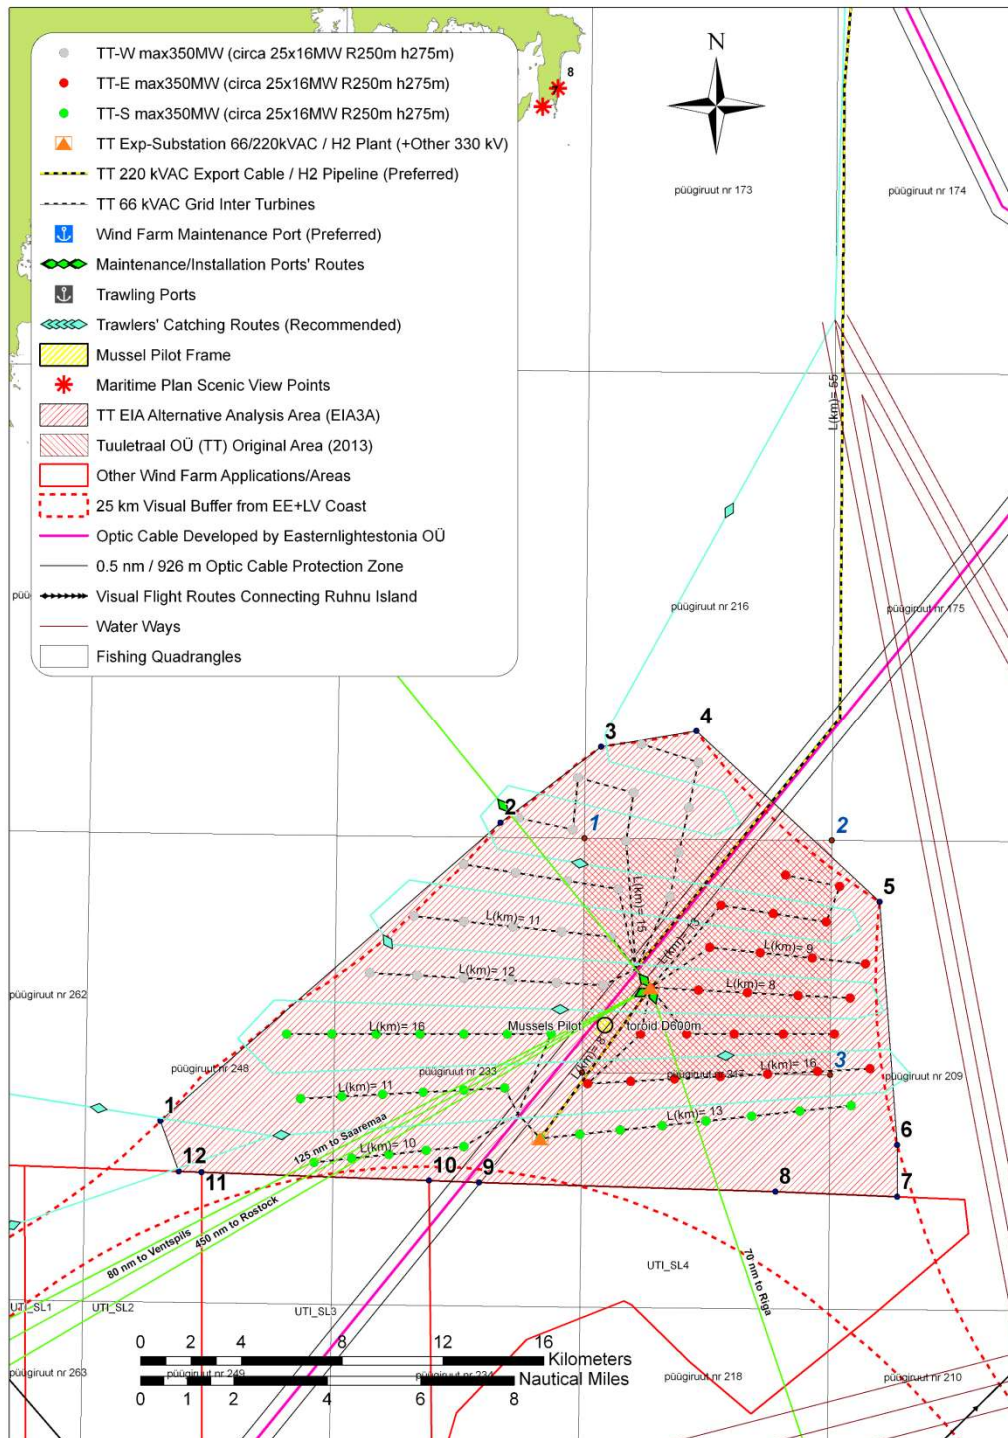 TT-W max350MW (circa 25x16MW R250m h275m)
TT-E max350MW (circa 25x16MW R250m h275m)
TT-S max350MW (circa 25x16MW R250m h275m)
TT Exp-Substation 66/220kVAC / H2 Plant (+Other 330 kV)
TT 220 kVAC Export Cable / H2 Pipeline (Preferred)
TT 66 kVAC Grid Inter Turbines
Wind Farm Maintenance Port (Preferred)
Maintenance/Installation Ports' Routes
Trawling Ports
Trawlers' Catching Routes (Recommended)
Mussel Pilot Frame
Maritime Plan Scenic View Points
TT EIA Alternative Analysis Area (EIA3A)
Tuuletraal OÜ (TT) Original Area (2013)
Other Wind Farm Applications/Areas
25 km Visual Buffer from EE+LV Coast
Optic Cable Developed by Easternlightestonia OÜ
0.5 nm / 926 m Optic Cable Protection Zone
Visual Flight Routes Connecting Ruhnu Island
Water Ways
Fishing Quadrangles
8
N
püügiruut nr 173
püügiruut nr 174
L(km)= 55
püügiruut nr 216
püügiruut nr 175
4
3
2
1
2
5
L(km)= 15
L(km)= 11
L(km)= 9
L(km)= 12
L(km)= 8
püügiruut nr 262
L(km)= 16
Mussels Pilot
toroid D600m
L(km)= 8
püügiruut nr 248
püügiruut nr 233
L(km)= 16
3
püügiruut nr 209
L(km)= 11
L(km)= 13
1
125 nm to Saaremaa
L(km)= 10
6
12
11
10
9
8
7
80 nm to Ventspils
450 nm to Rostock
70 nm to Riga
UTI_SL4
UTI_SL1
UTI_SL2
UTI_SL3
0 2 4 8 12 16
Kilometers
püügiruut nr 263
püügiruut nr 249
püügiruut nr 234
püügiruut nr 218
püügiruut nr 210
Nautical Miles
0 1 2 4 6 8